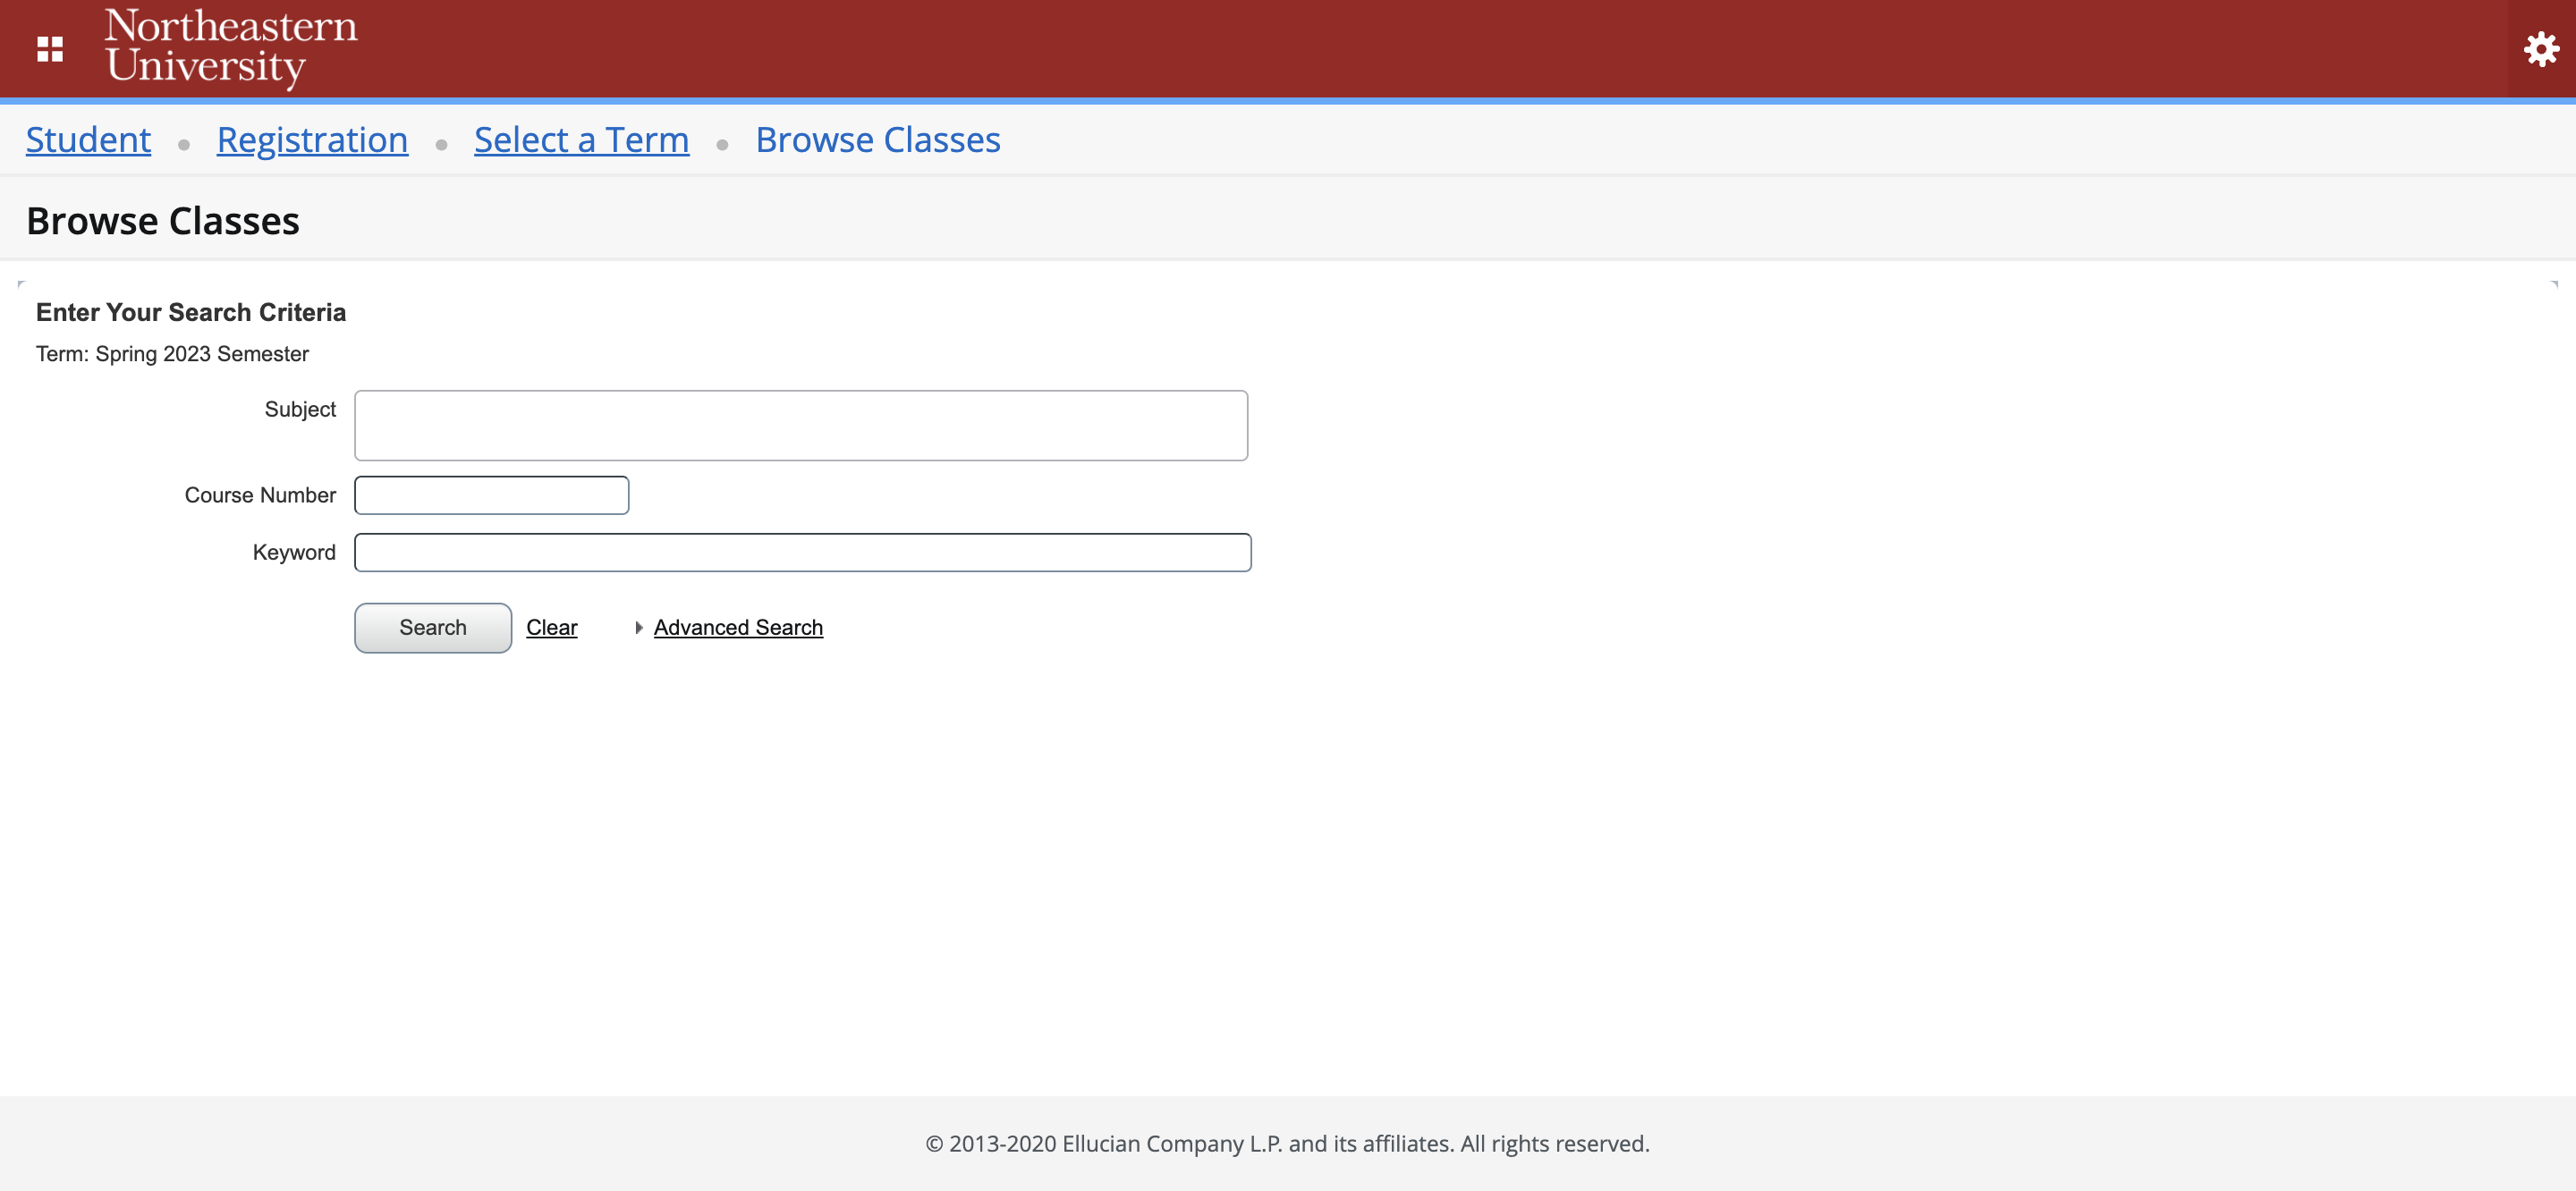 Northeastern
University
Student Registration Select a Term Browse Classes
Browse Classes
Enter Your Search Criteria
Term: Spring 2023 Semester
Subject
Course Number
Keyword
Search Clear Advanced Search
© 2013-2020 Ellucian Company L.P. and its affiliates. All rights reserved.